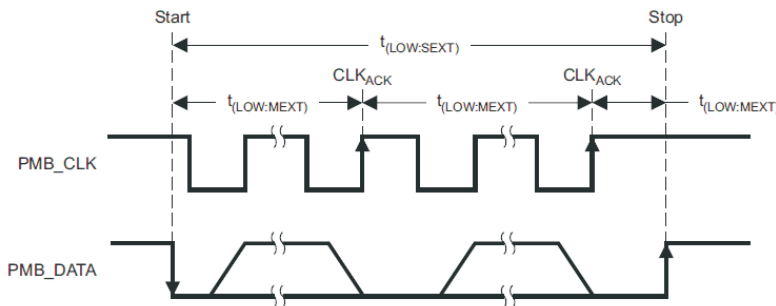 Start
Stop
t(LOW:SEXT)
CLKACK
CLKACK
t(LOW:MEXT)
t(LOW:MEXT)
t(LOW:MEXT)
PMB_CLK
PMB_DATA